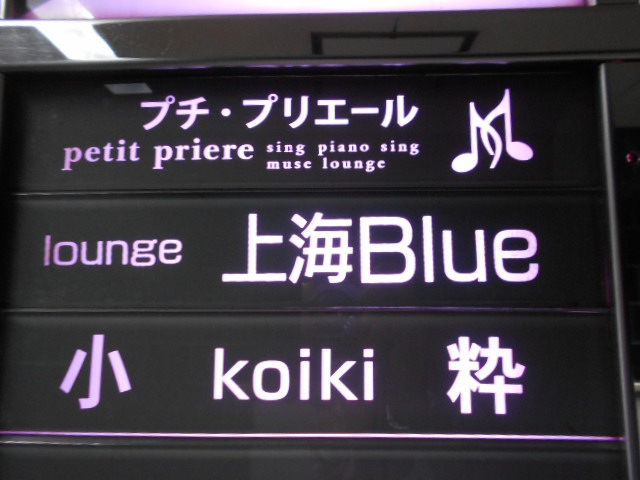 プチ・プリエール
petit priere sing piano sing
muse lounge
lounge 上海Blue
小 koiki 粋